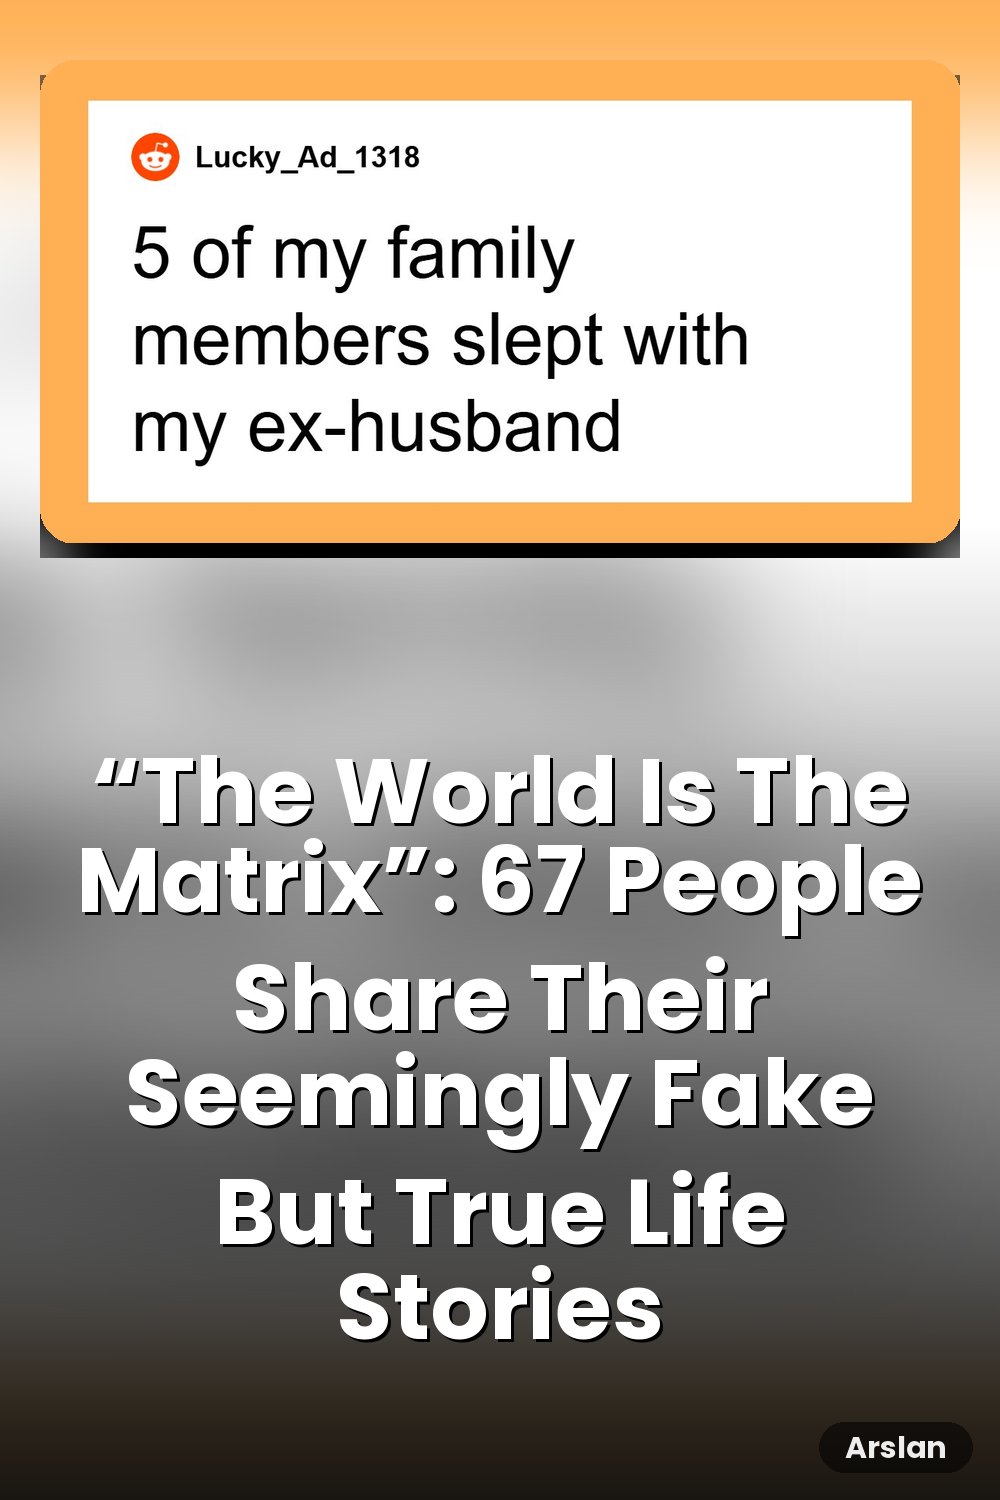 Lucky_Ad_1318
5 of my family
members slept with
my ex-husband
“The World Is The
Matrix”: 67 People
Share Their
Seemingly Fake
But True Life
Stories
Arslan